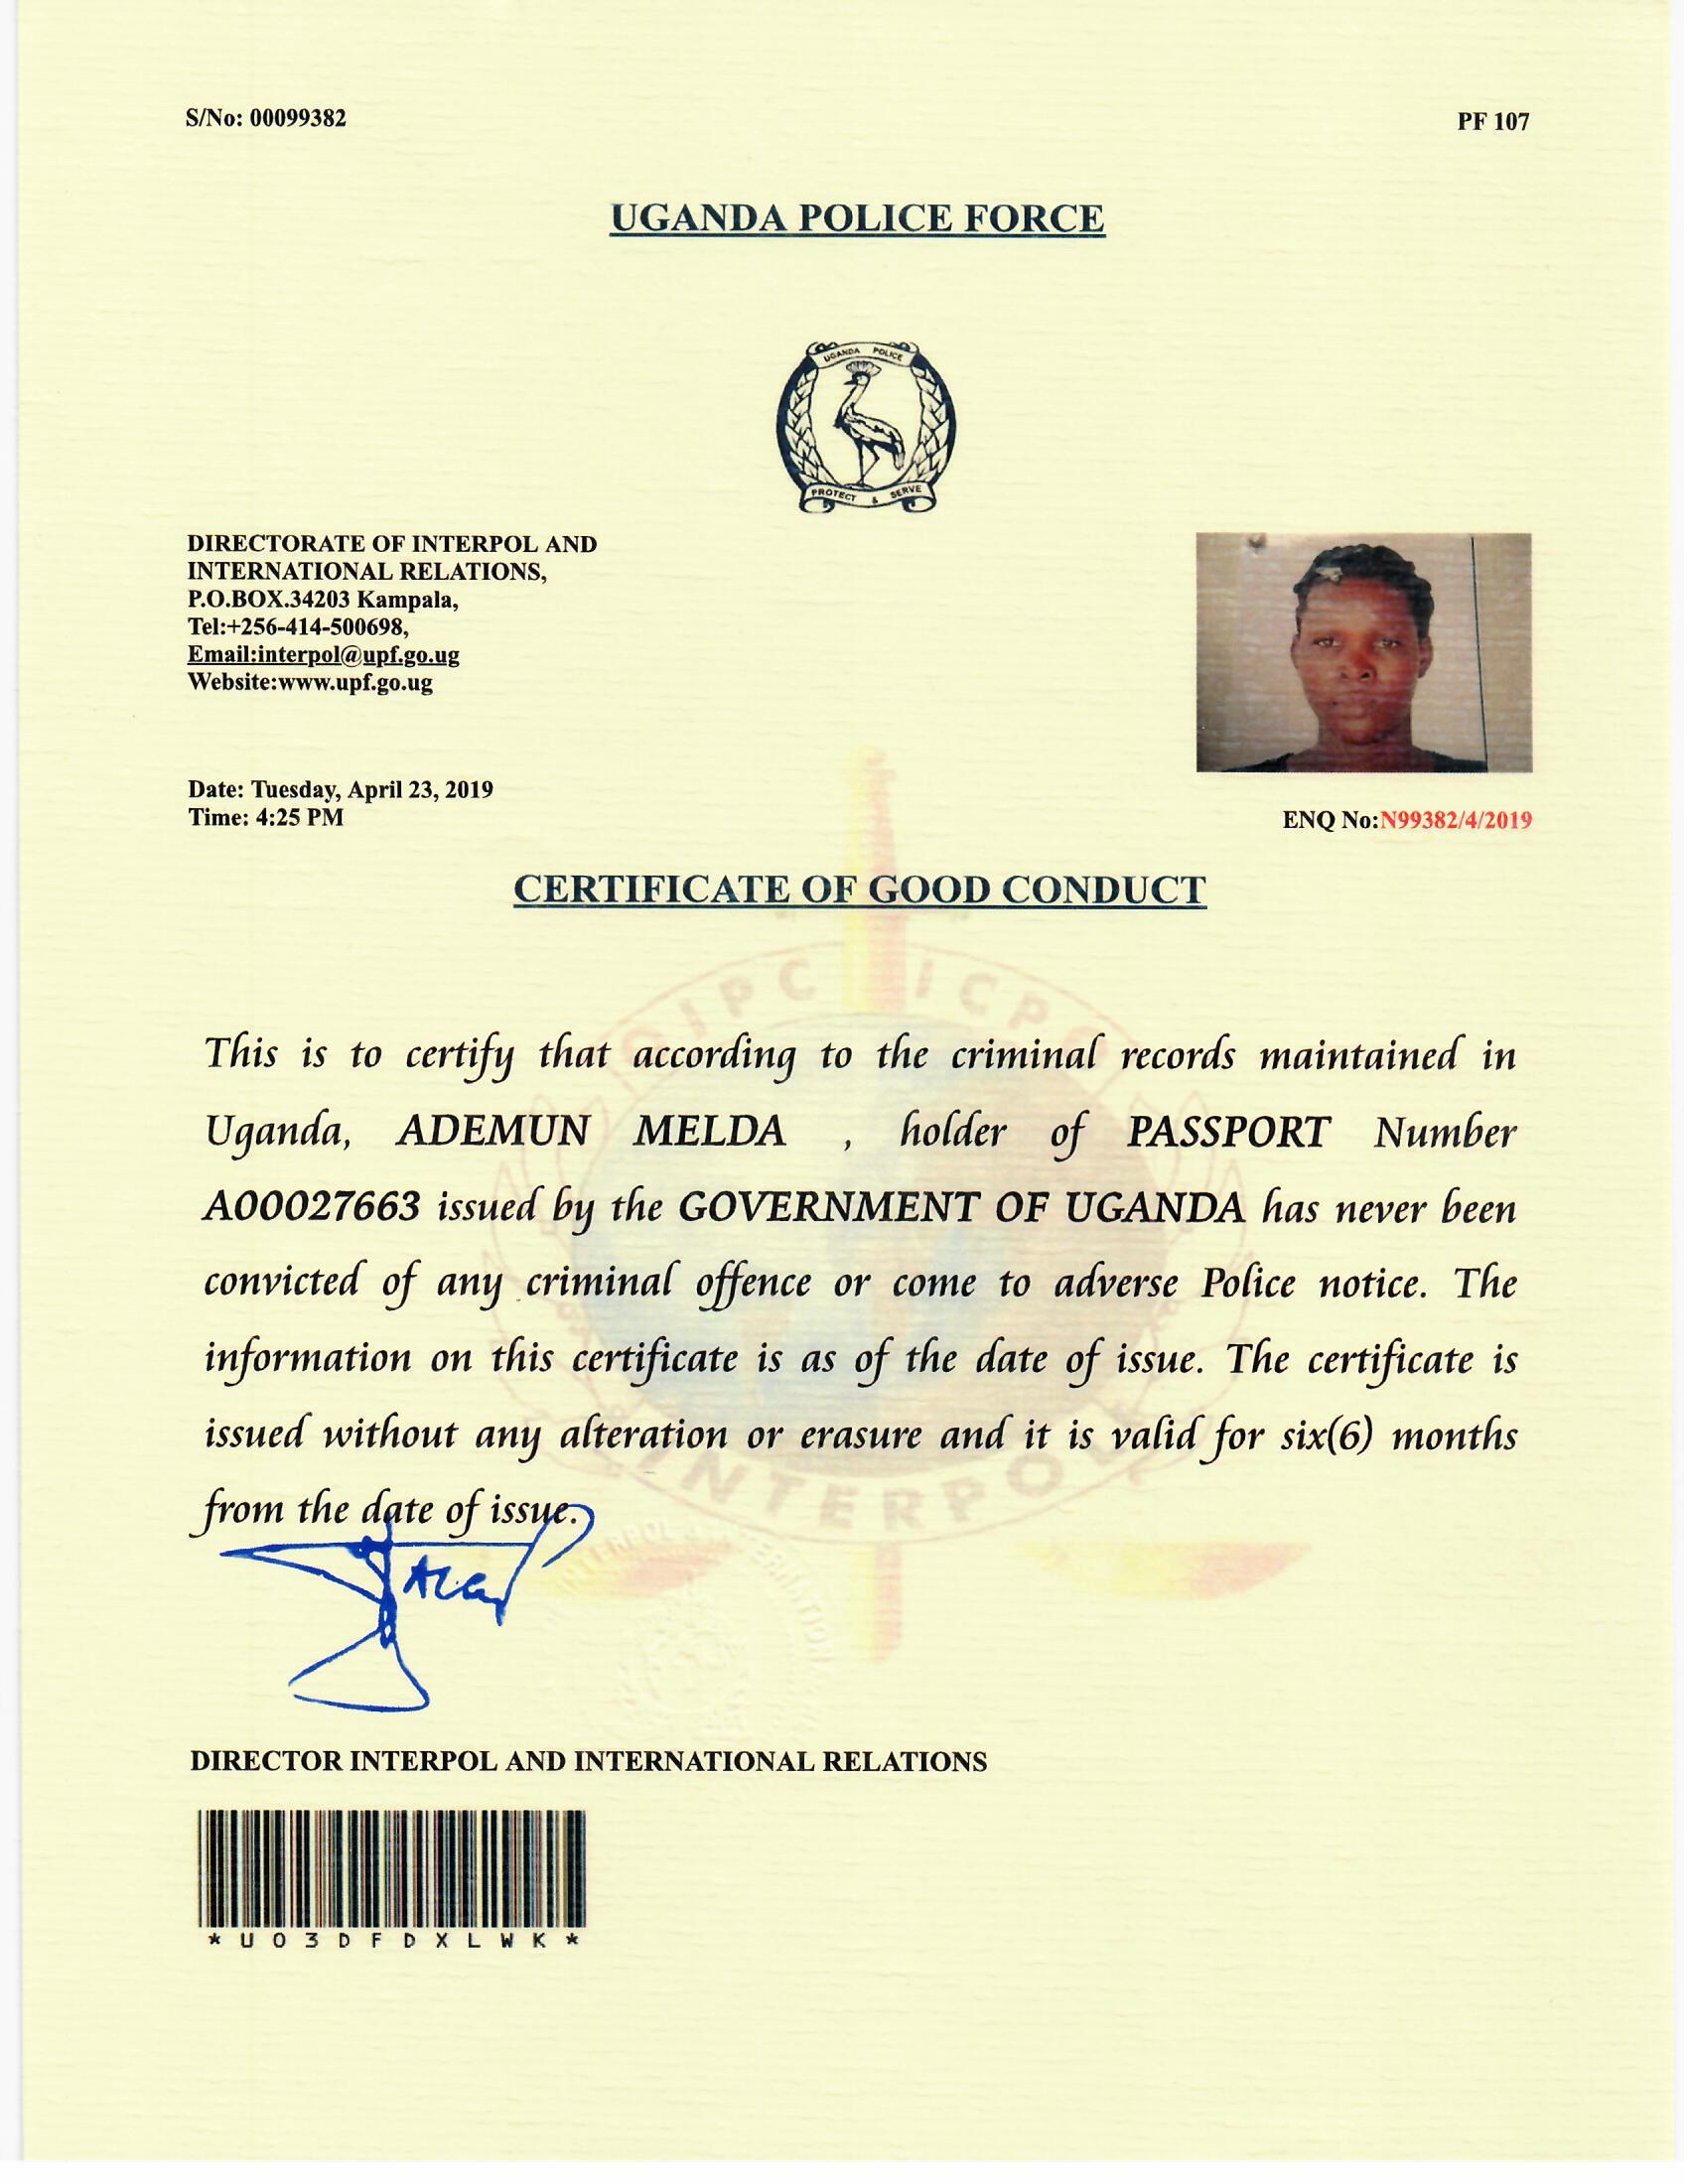 S/No: 00099382
PF 107
UGANDA POLICE FORCE
UGANDA POLICE
PROTECT & SERVE
DIRECTORATE OF INTERPOL AND
INTERNATIONAL RELATIONS,
P.O.BOX.34203 Kampala,
Tel:+256-414-500698,
Email:interpol@upf.go.ug
Website:www.upf.go.ug
Date: Tuesday, April 23, 2019
Time: 4:25 PM
ENQ No:N99382/4/2019
CERTIFICATE OF GOOD CONDUCT
OIPC ICPO
This is to certify that according to the criminal records maintained in
Uganda, ADEMUN MELDA , holder of PASSPORT Number
A00027663 issued by the GOVERNMENT OF UGANDA has never been
convicted of any criminal offence or come to adverse Police notice. The
information on this certificate is as of the date of issue. The certificate is
issued without any alteration or erasure and it is valid for six(6) months
from the date of issue.
INTERPOL
DIRECTOR INTERPOL AND INTERNATIONAL RELATIONS
*UO3DFDXLWK*